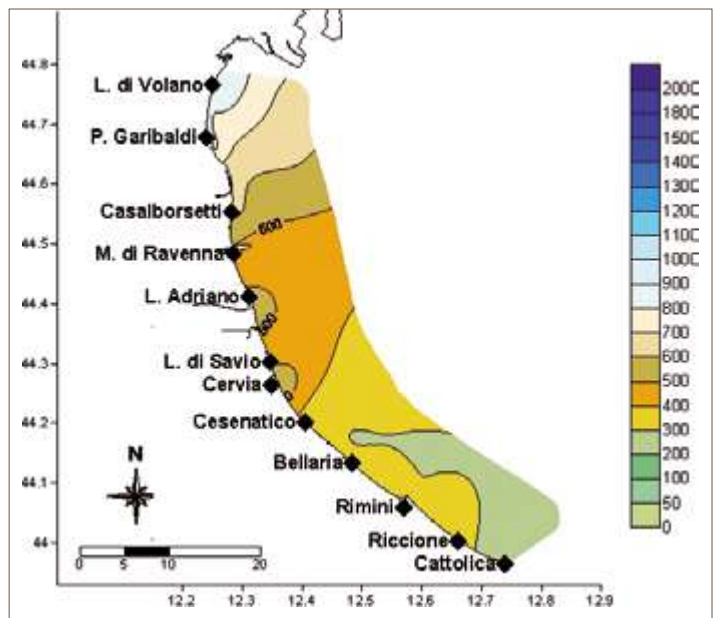 44.8
L. di Volano
44.7
P. Garibaldi
44.6
Casalborsetti
44.5
M. di Ravenna
44.4
L. Adriano
44.3
L. di Savio
Cervia
44.2
Cesenatico
N
Bellaria
44.1
Rimini
44
Riccione
Cattolica
0 5 10 20
12.2 12.3 12.4 12.5 12.6 12.7 12.8 12.9
2000
1800
1500
1400
1300
1200
1100
1000
900
800
700
600
500
400
300
200
100
50
0